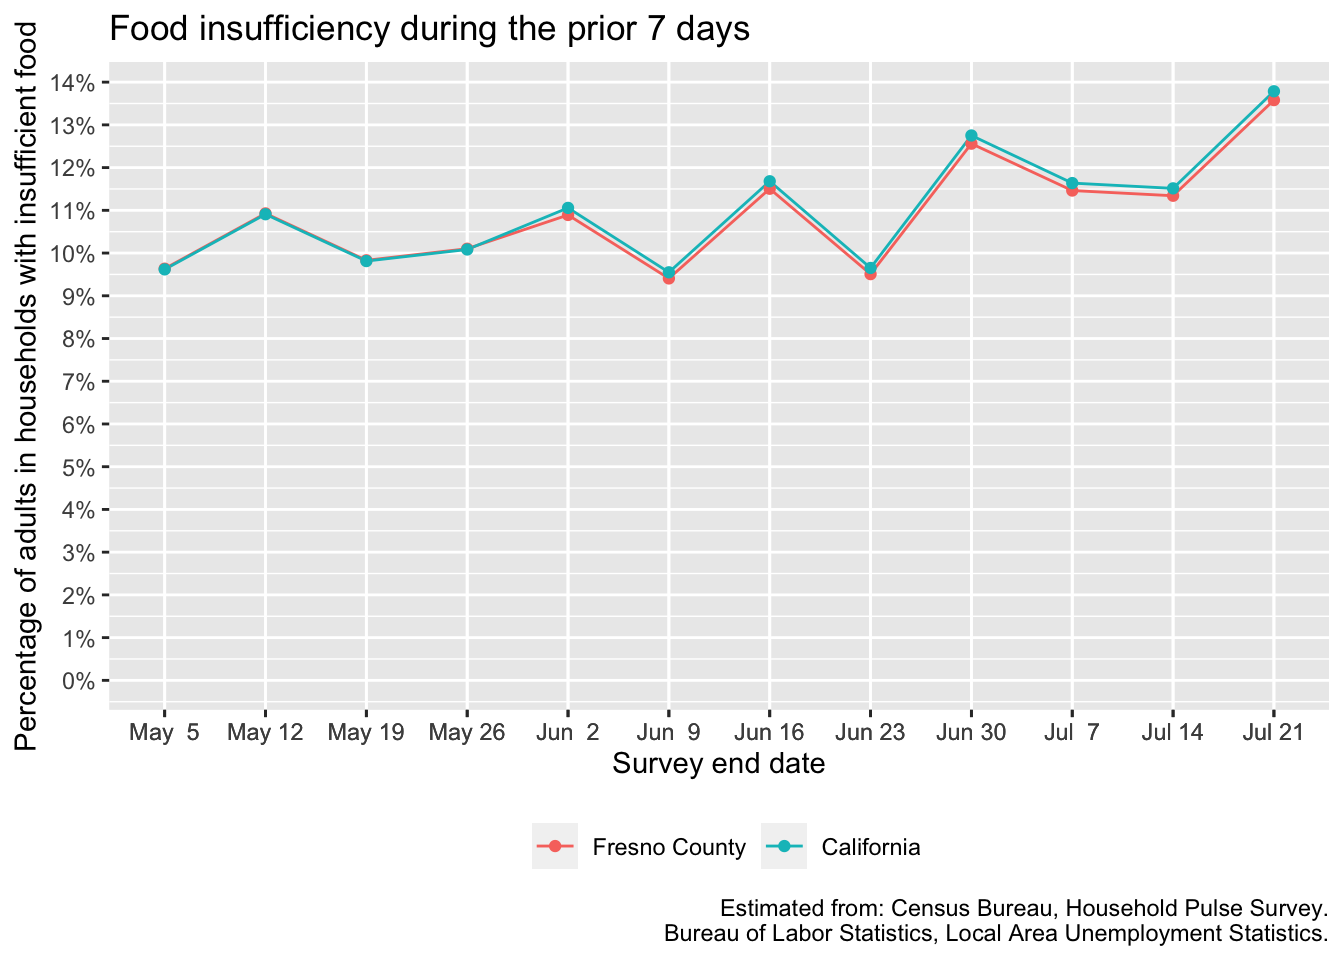 Food insufficiency during the prior 7 days
Percentage of adults in households with insufficient food
14%
13%
12%
11%
10%
9%
8%
7%
6%
5%
4%
3%
2%
1%
0%
May  5 May 12 May 19 May 26 Jun  2 Jun  9 Jun 16 Jun 23 Jun 30 Jul  7 Jul 14 Jul 21
Survey end date
Fresno County California
Estimated from: Census Bureau, Household Pulse Survey.
Bureau of Labor Statistics, Local Area Unemployment Statistics.